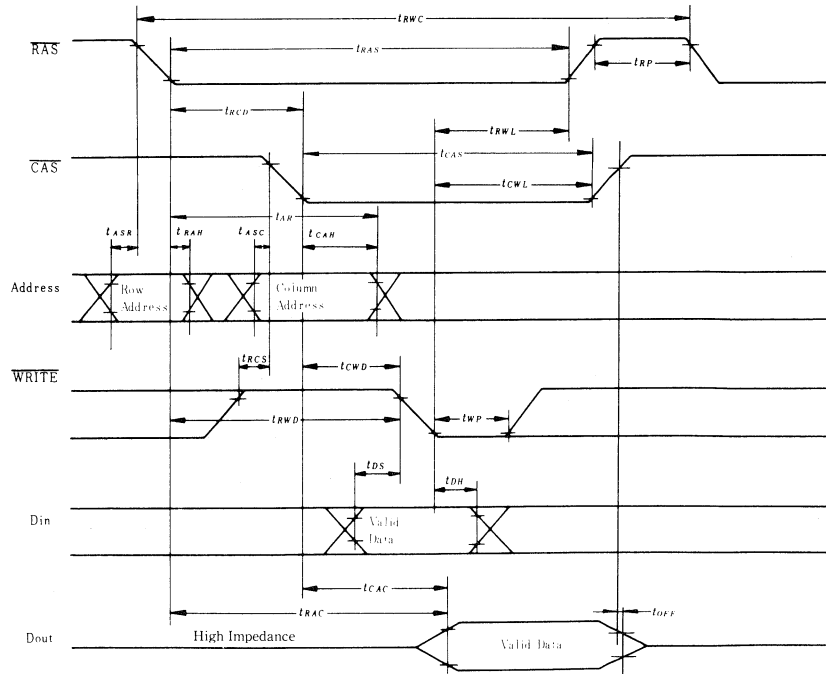 tRWC
RAS
tRAS
tRP
tRCD
tRWL
CAS
tCAS
tCWL
tAR
tASR
tRAH
tASC
tCAH
Address
Row
Address
Column
Address
tRCS
tCWD
WRITE
tRWD
tWP
tDS
tDH
Din
Valid
Data
tCAC
tRAC
tOFF
Dout
High Impedance
Valid Data